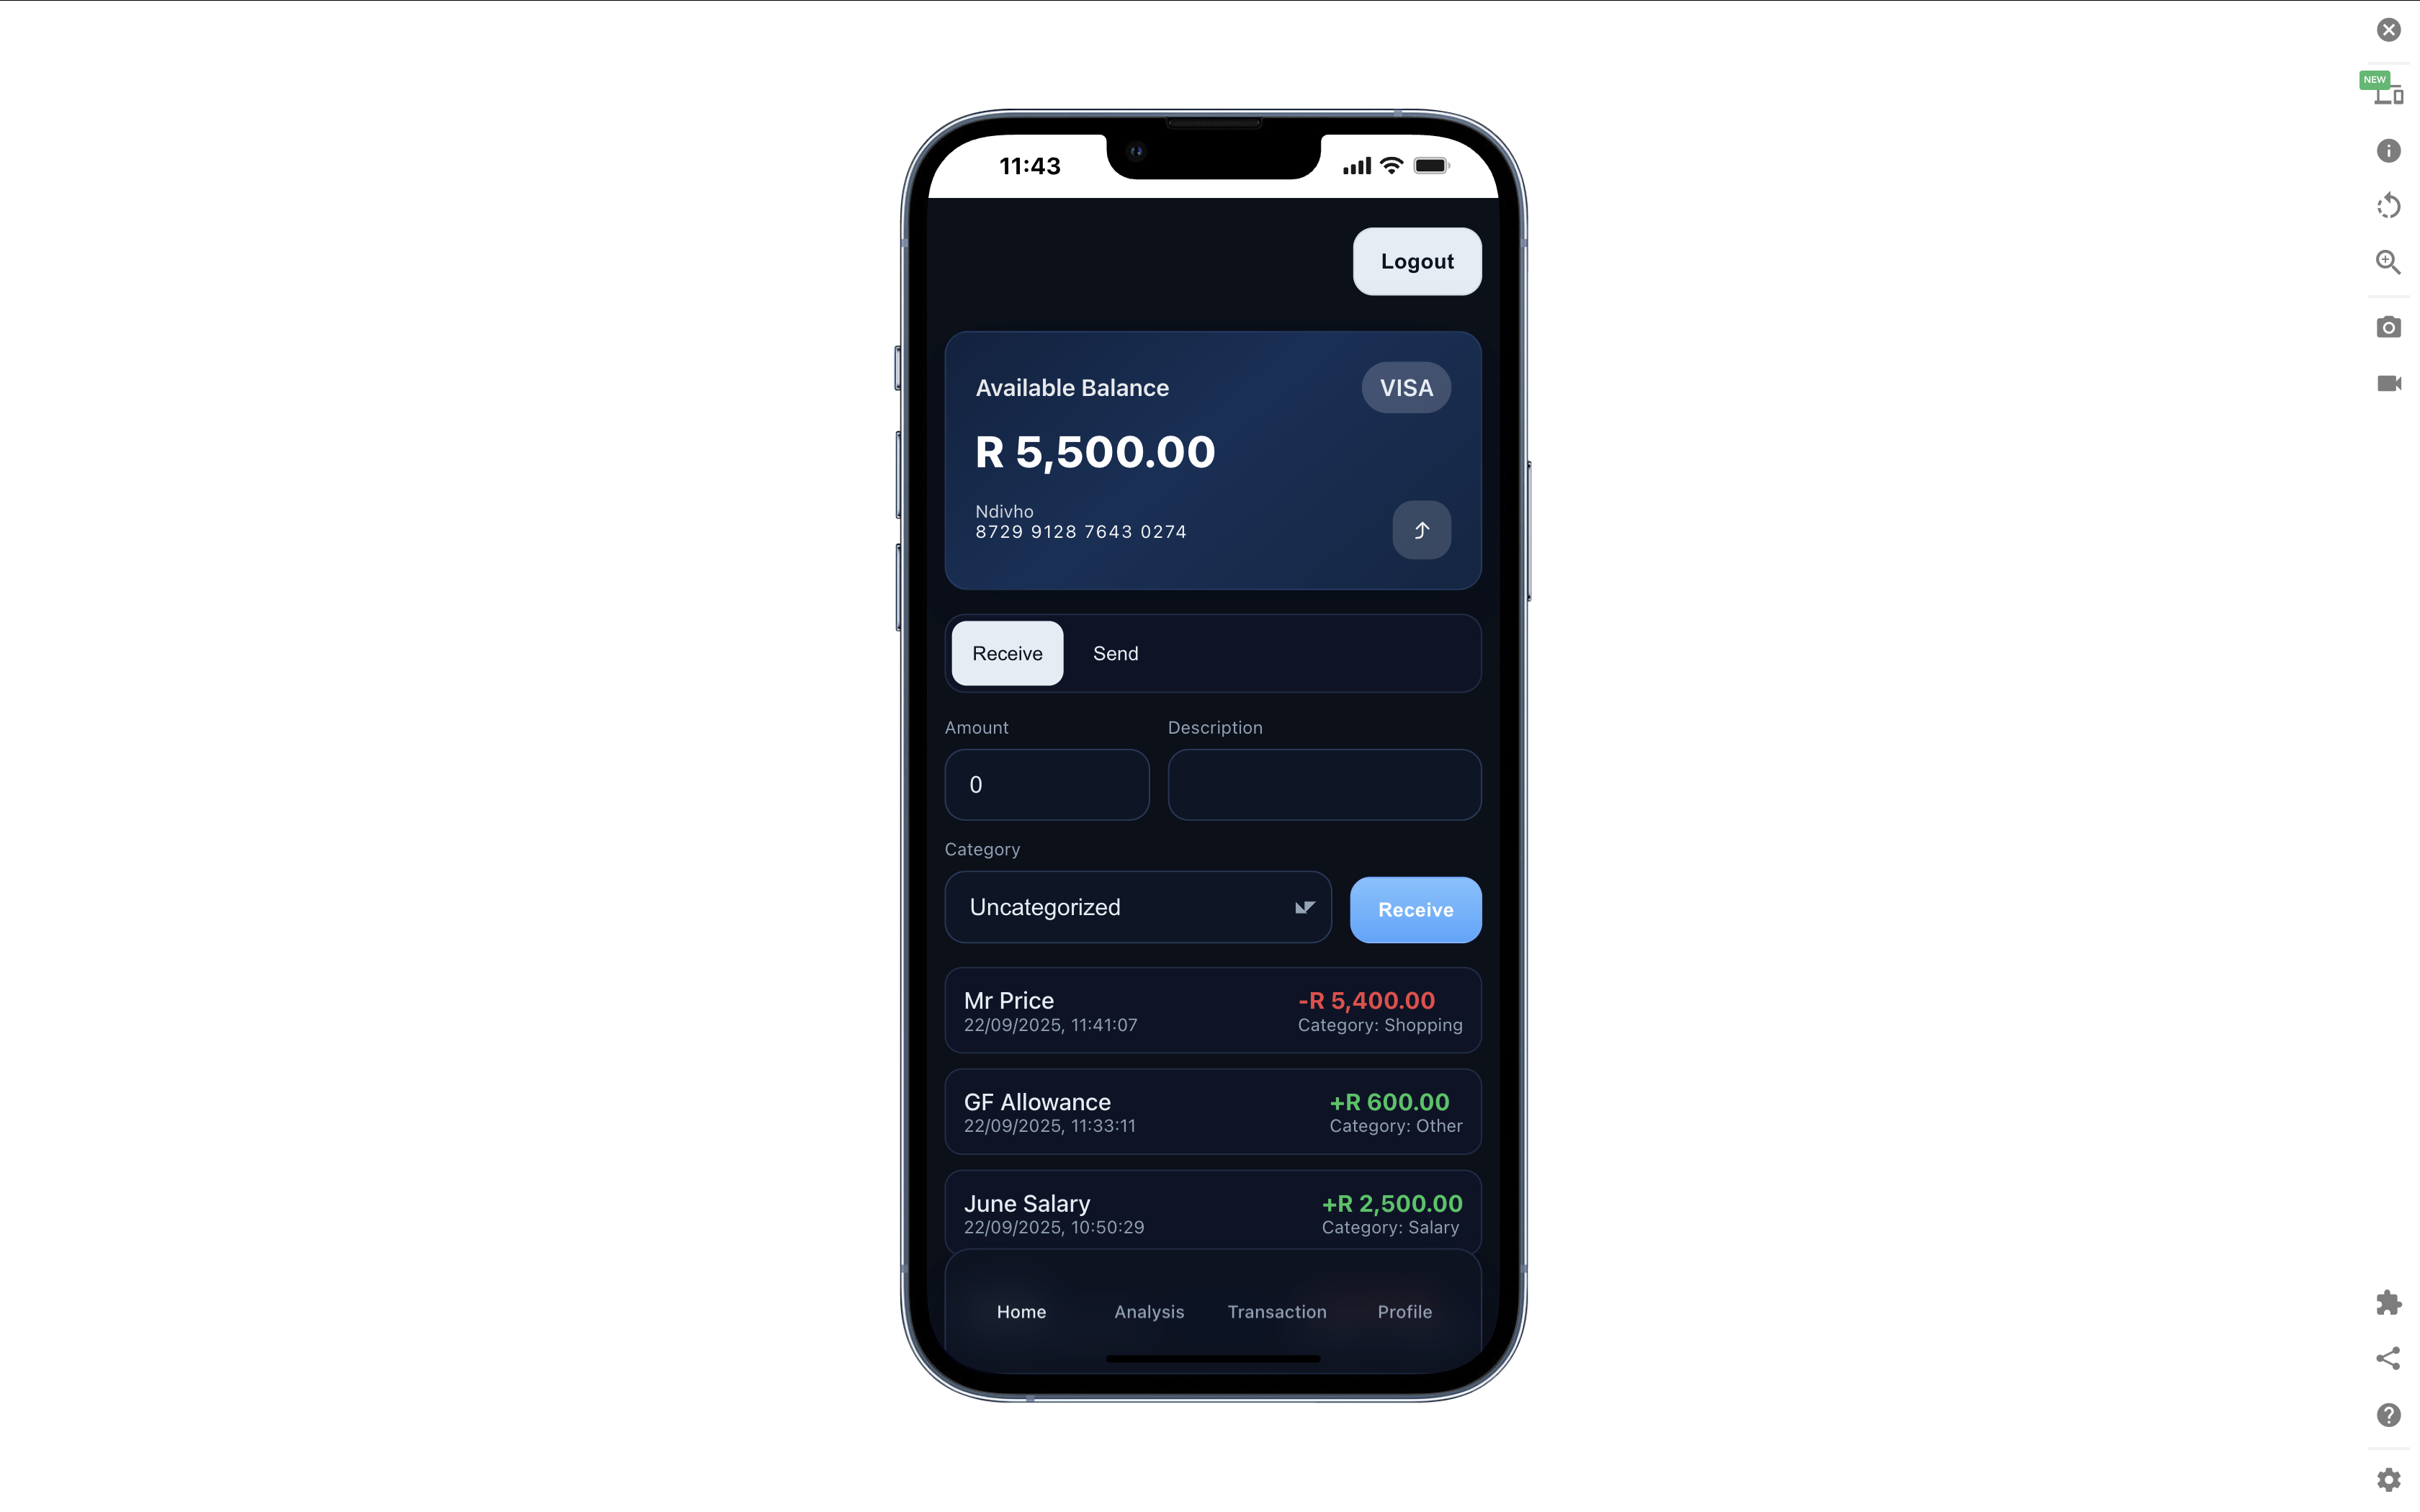 NEW
11:43
Logout
Available Balance
VISA
R 5,500.00
Ndivho
8729 9128 7643 0274
Receive
Send
Amount
Description
0
Category
Uncategorized
Receive
Mr Price
-R 5,400.00
22/09/2025, 11:41:07
Category: Shopping
GF Allowance
+R 600.00
22/09/2025, 11:33:11
Category: Other
June Salary
+R 2,500.00
22/09/2025, 10:50:29
Category: Salary
Home
Analysis
Transaction
Profile